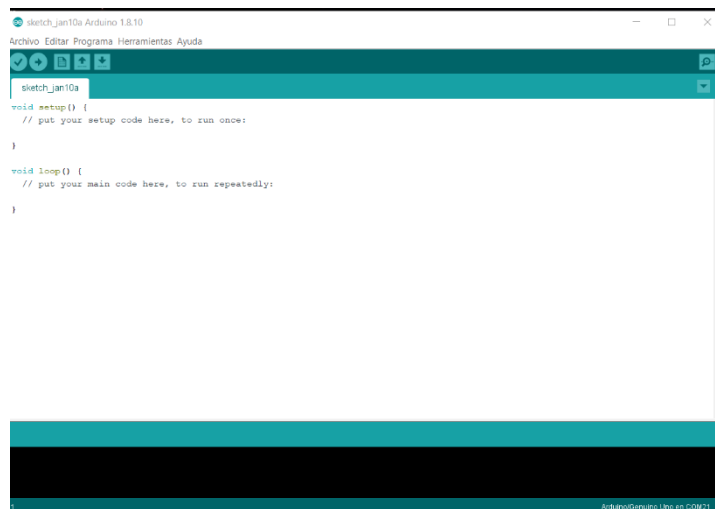 sketch_jan10a Arduino 1.8.10
Archivo Editar Programa Herramientas Ayuda
sketch_jan10a
void setup() {
// put your setup code here, to run once:
}
void loop() {
// put your main code here, to run repeatedly:
}
1
Arduino/Genuino Uno en COM21